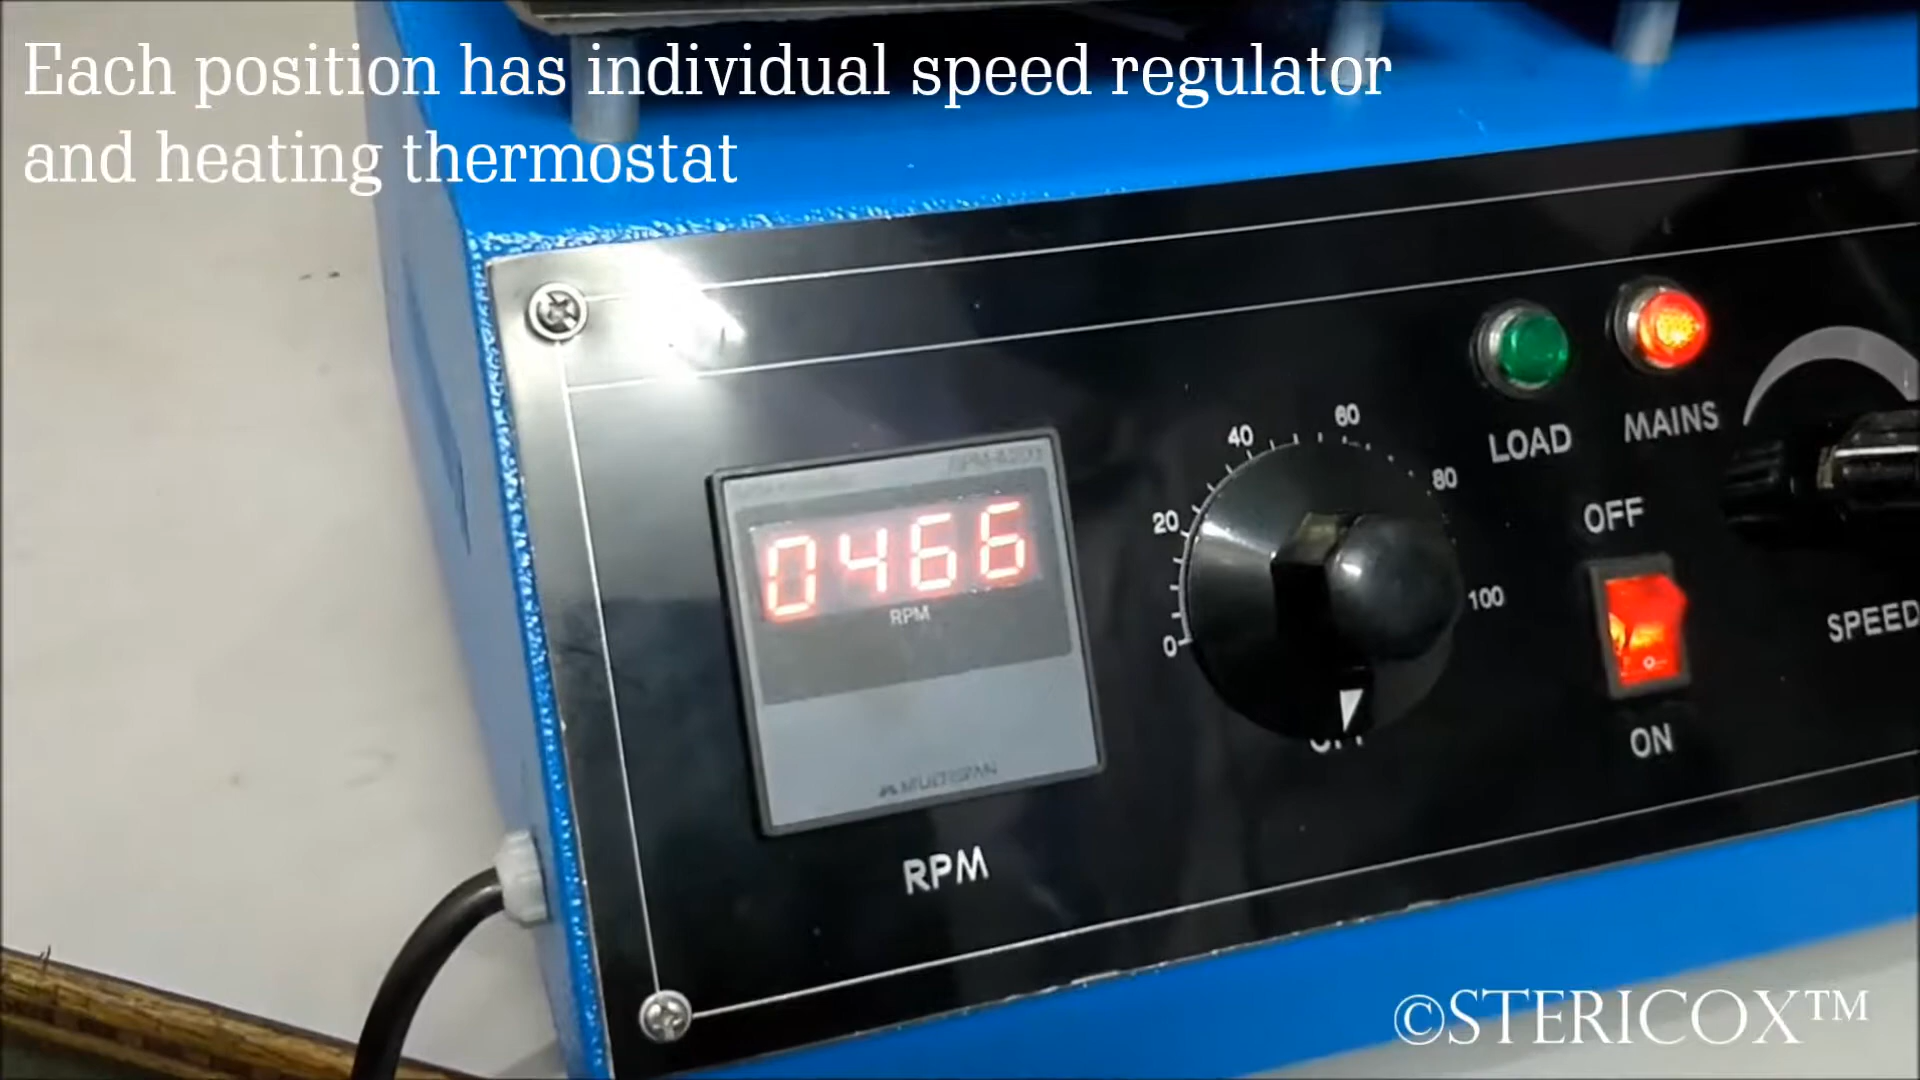 Each position has individual speed regulator
and heating thermostat
40
60
80
20
100
0
LOAD
MAINS
OFF
ON
SPEED
0466
RPM
MULTISPAN
RPM
©STERICOX™